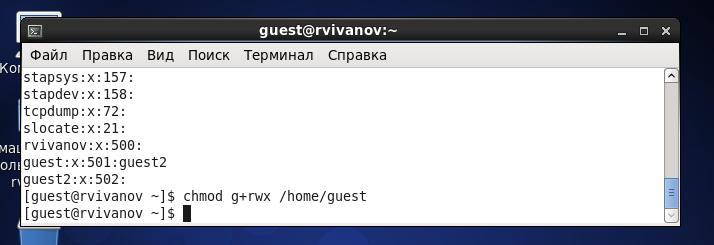 guest@rvivanov:~
Файл Правка Вид Поиск Терминал Справка
stapsys:x:157:
stapdev:x:158:
tcpdump:x:72:
slocate:x:21:
rvivanov:x:500:
guest:x:501:guest2
guest2:x:502:
[guest@rvivanov ~]$ chmod g+rwx /home/guest
[guest@rvivanov ~]$